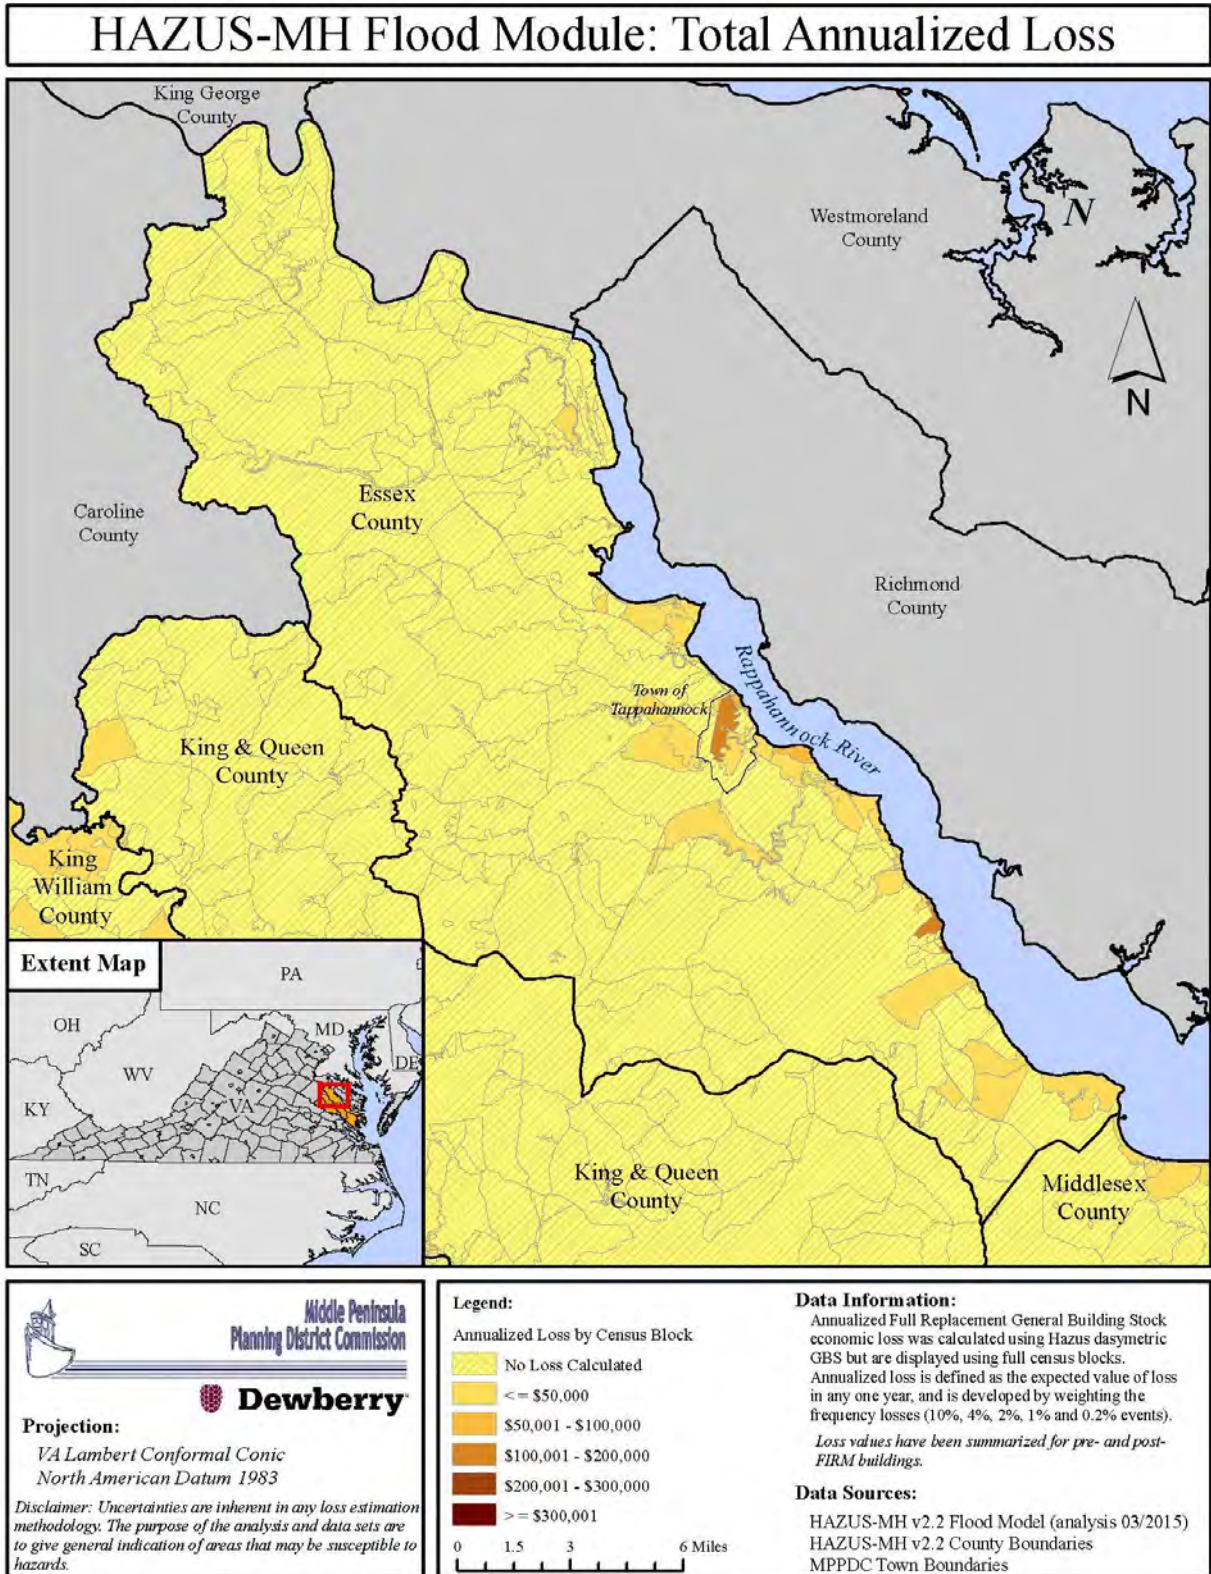 HAZUS-MH Flood Module: Total Annualized Loss
King George
County
Westmoreland
County
N
N
Essex
County
Caroline
County
Richmond
County
Rappahannock River
Town of
Tappahannock
King & Queen
County
King
William
County
Extent Map
PA
OH
MD
DE
WV
KY
VA
TN
NC
SC
King & Queen
County
Middlesex
County
Middle Peninsula
Planning District Commission
Dewberry
Projection:
VA Lambert Conformal Conic
North American Datum 1983
Disclaimer: Uncertainties are inherent in any loss estimation
methodology. The purpose of the analysis and data sets are
to give general indication of areas that may be susceptible to
hazards.
Legend:
Annualized Loss by Census Block
No Loss Calculated
<= $50,000
$50,001 - $100,000
$100,001 - $200,000
$200,001 - $300,000
>= $300,001
0 1.5 3 6 Miles
Data Information:
Annualized Full Replacement General Building Stock
economic loss was calculated using Hazus dasymetric
GBS but are displayed using full census blocks.
Annualized loss is defined as the expected value of loss
in any one year, and is developed by weighting the
frequency losses (10%, 4%, 2%, 1% and 0.2% events).
Loss values have been summarized for pre- and post-
FIRM buildings.
Data Sources:
HAZUS-MH v2.2 Flood Model (analysis 03/2015)
HAZUS-MH v2.2 County Boundaries
MPPDC Town Boundaries